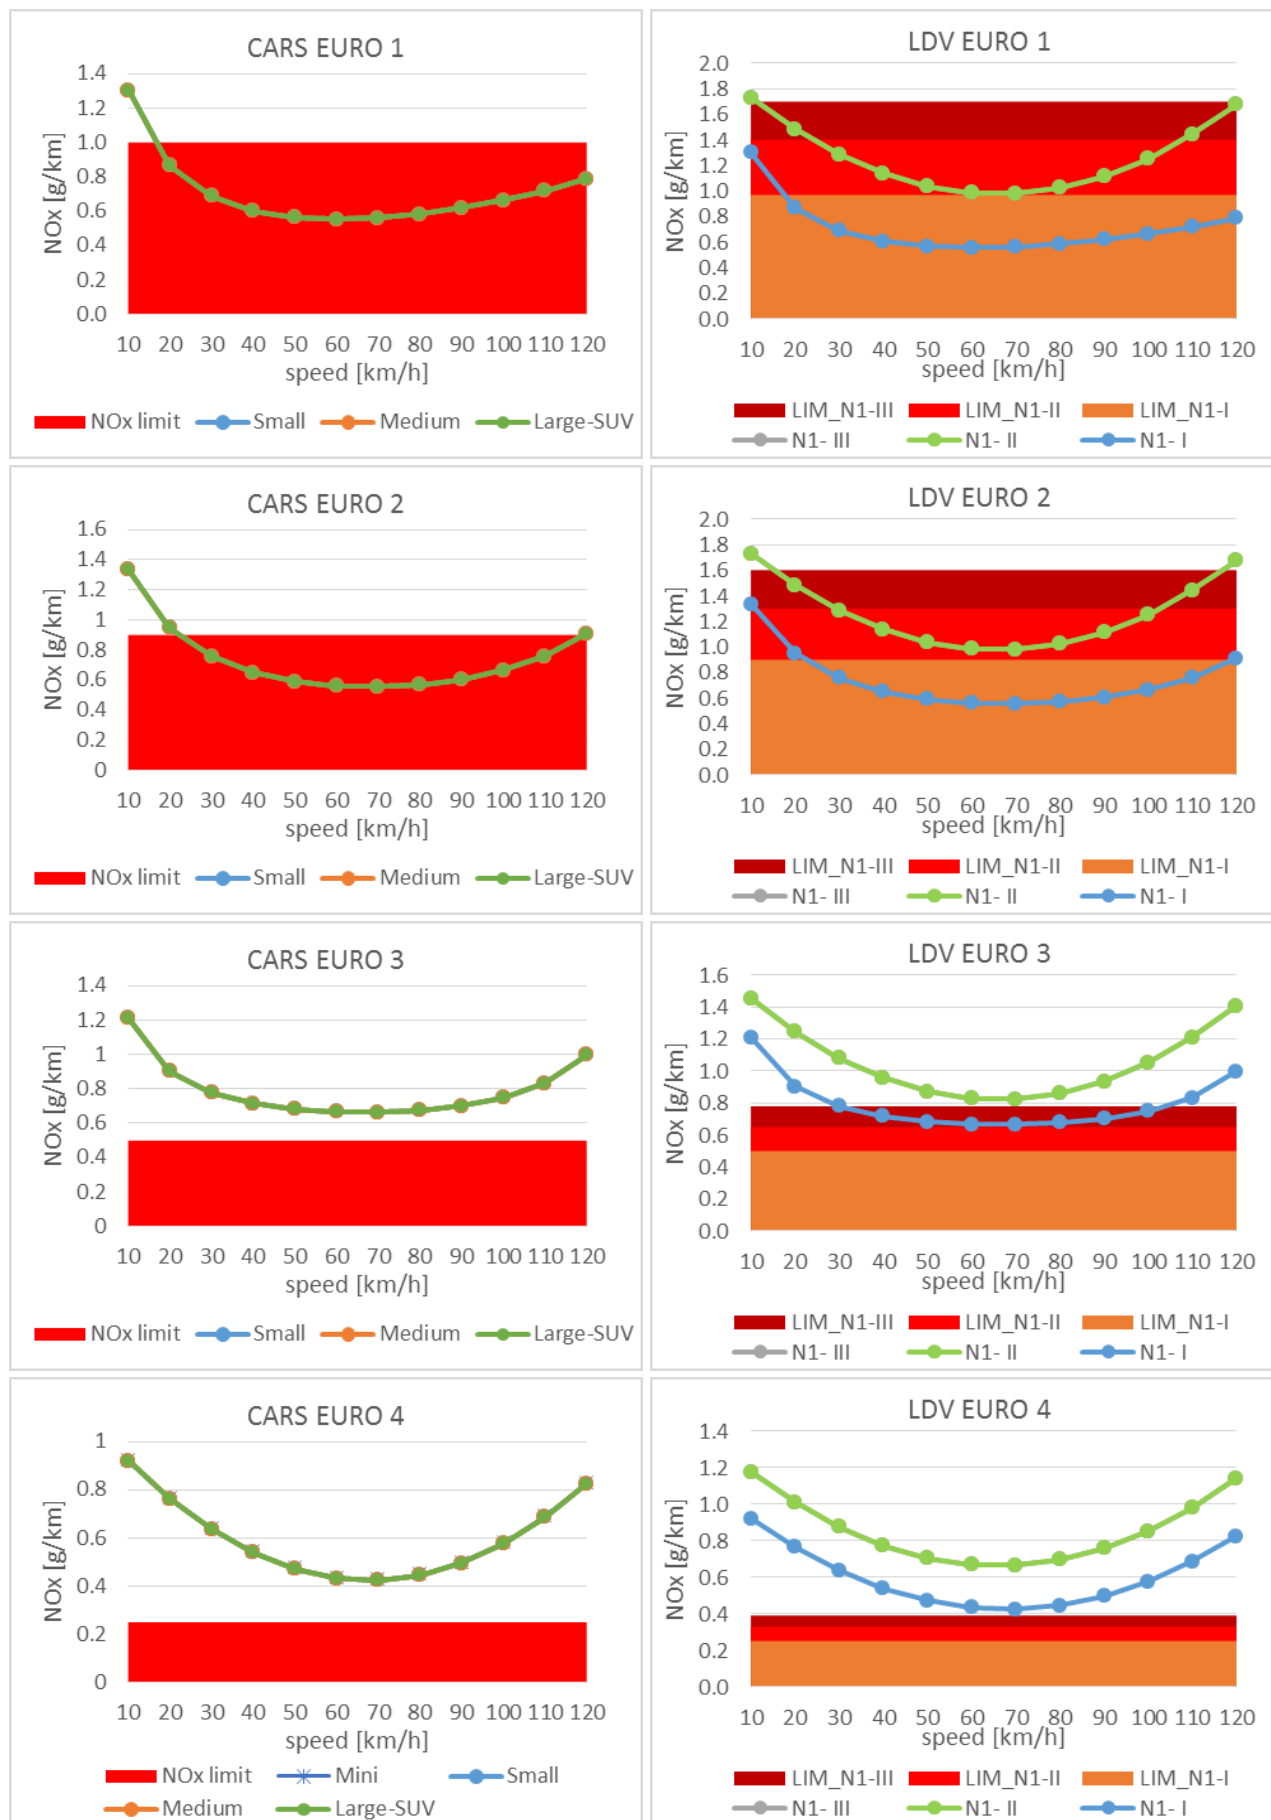 CARS EURO 1
NOx [g/km]
1.4
1.2
1.0
0.8
0.6
0.4
0.2
0.0
10 20 30 40 50 60 70 80 90 100 110 120
speed [km/h]
NOx limit Small Medium Large-SUV
LDV EURO 1
NOx [g/km]
2.0
1.8
1.6
1.4
1.2
1.0
0.8
0.6
0.4
0.2
0.0
10 20 30 40 50 60 70 80 90 100 110 120
speed [km/h]
LIM_N1-III LIM_N1-II LIM_N1-I
N1- III N1- II N1- I
CARS EURO 2
NOx [g/km]
1.6
1.4
1.2
1
0.8
0.6
0.4
0.2
0
10 20 30 40 50 60 70 80 90 100 110 120
speed [km/h]
NOx limit Small Medium Large-SUV
LDV EURO 2
NOx [g/km]
2.0
1.8
1.6
1.4
1.2
1.0
0.8
0.6
0.4
0.2
0.0
10 20 30 40 50 60 70 80 90 100 110 120
speed [km/h]
LIM_N1-III LIM_N1-II LIM_N1-I
N1- III N1- II N1- I
CARS EURO 3
NOx [g/km]
1.4
1.2
1
0.8
0.6
0.4
0.2
0
10 20 30 40 50 60 70 80 90 100 110 120
speed [km/h]
NOx limit Small Medium Large-SUV
LDV EURO 3
NOx [g/km]
1.6
1.4
1.2
1.0
0.8
0.6
0.4
0.2
0.0
10 20 30 40 50 60 70 80 90 100 110 120
speed [km/h]
LIM_N1-III LIM_N1-II LIM_N1-I
N1- III N1- II N1- I
CARS EURO 4
NOx [g/km]
1
0.8
0.6
0.4
0.2
0
10 20 30 40 50 60 70 80 90 100 110 120
speed [km/h]
NOx limit Mini Small
Medium Large-SUV
LDV EURO 4
NOx [g/km]
1.4
1.2
1.0
0.8
0.6
0.4
0.2
0.0
10 20 30 40 50 60 70 80 90 100 110 120
speed [km/h]
LIM_N1-III LIM_N1-II LIM_N1-I
N1- III N1- II N1- I